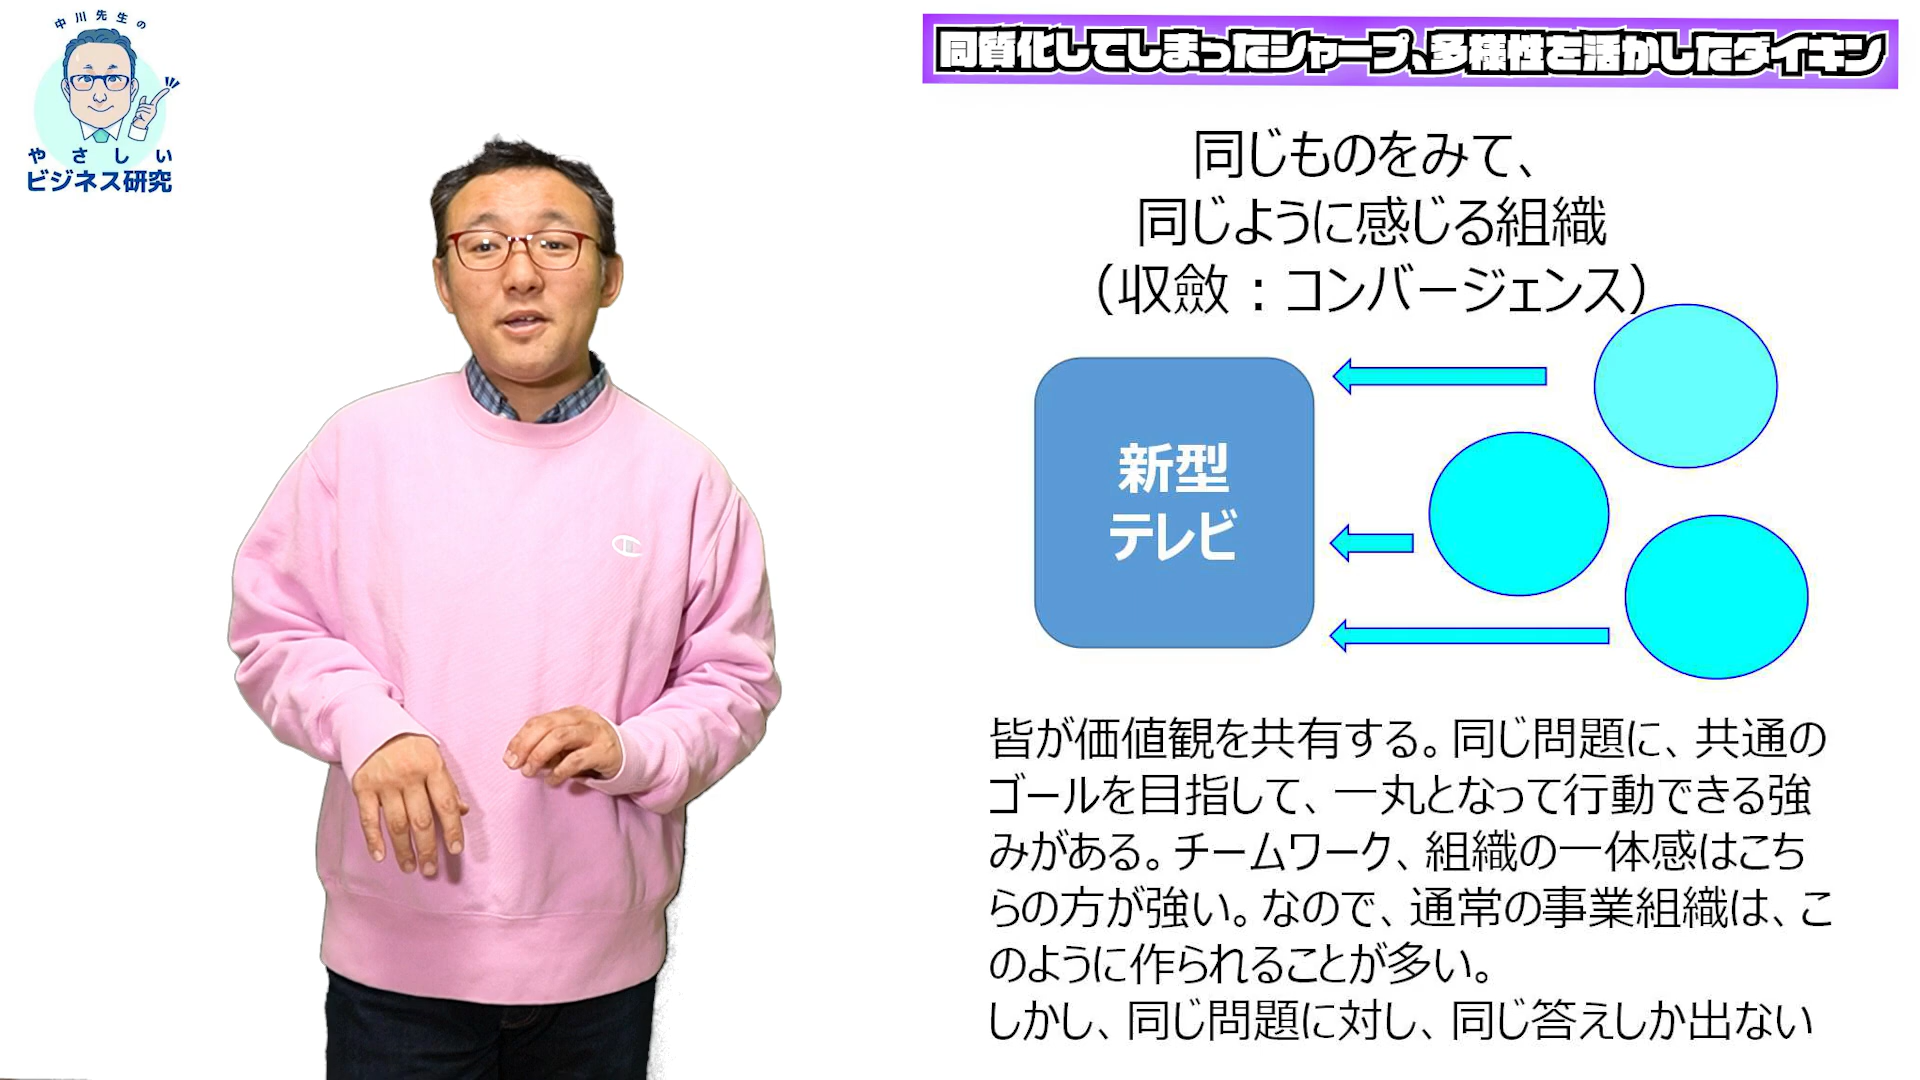 中川先生の
やさしい
ビジネス研究
同質化してしまったシャープ、多様性を活かしたダイキン
同じものをみて、
同じように感じる組織
（収斂：コンバージェンス）
新型
テレビ
皆が価値観を共有する。同じ問題に、共通の
ゴールを目指して、一丸となって行動できる強
みがある。チームワーク、組織の一体感はこち
らの方が強い。なので、通常の事業組織は、こ
のように作られることが多い。
しかし、同じ問題に対し、同じ答えしか出ない